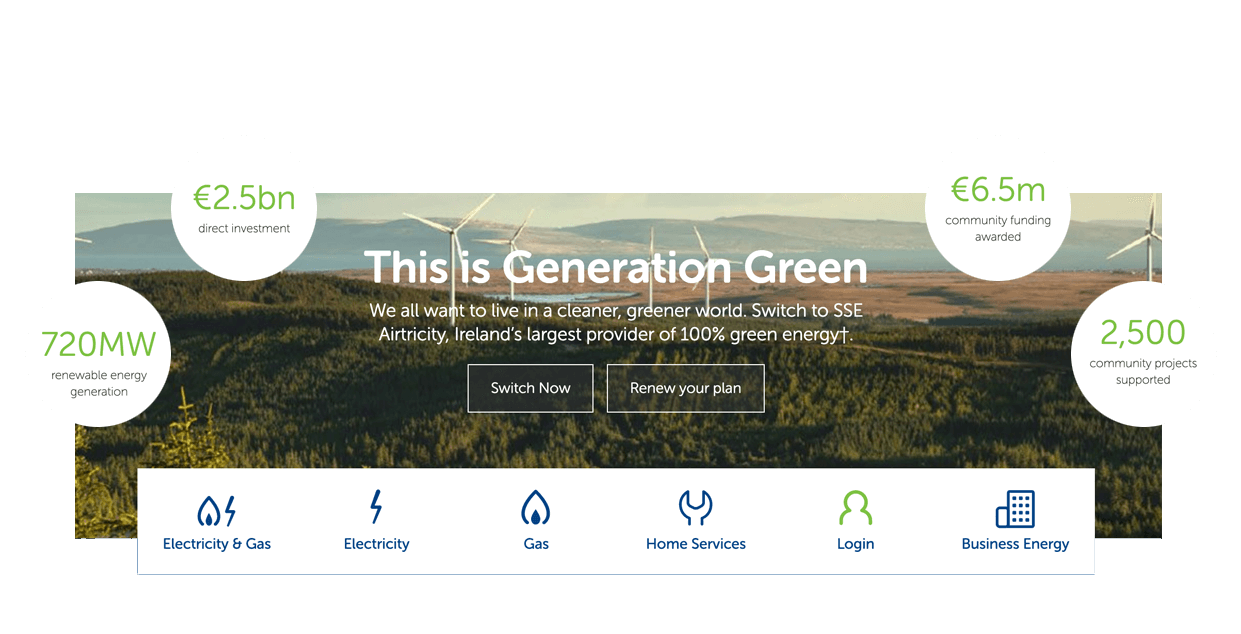 €2.5bn
direct investment
€6.5m
community funding
awarded
This is Generation Green
We all want to live in a cleaner, greener world. Switch to SSE
Airtricity, Ireland's largest provider of 100% green energy†.
720MW
renewable energy
generation
2,500
community projects
supported
Switch Now
Renew your plan
Electricity & Gas
Electricity
Gas
Home Services
Login
Business Energy